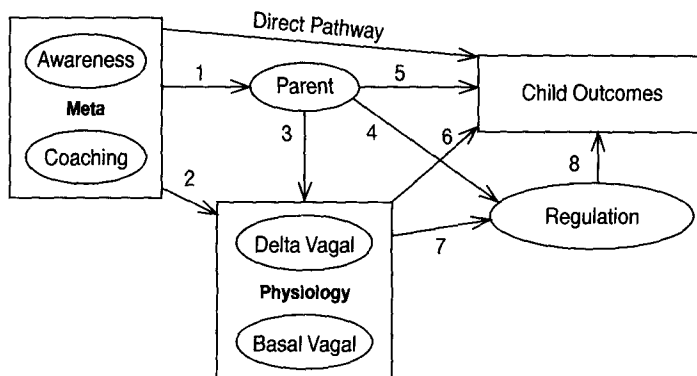 Direct Pathway
Awareness
Meta
Coaching
1
Parent
5
Child Outcomes
3
4
6
2
8
Delta Vagal
Physiology
Basal Vagal
7
Regulation